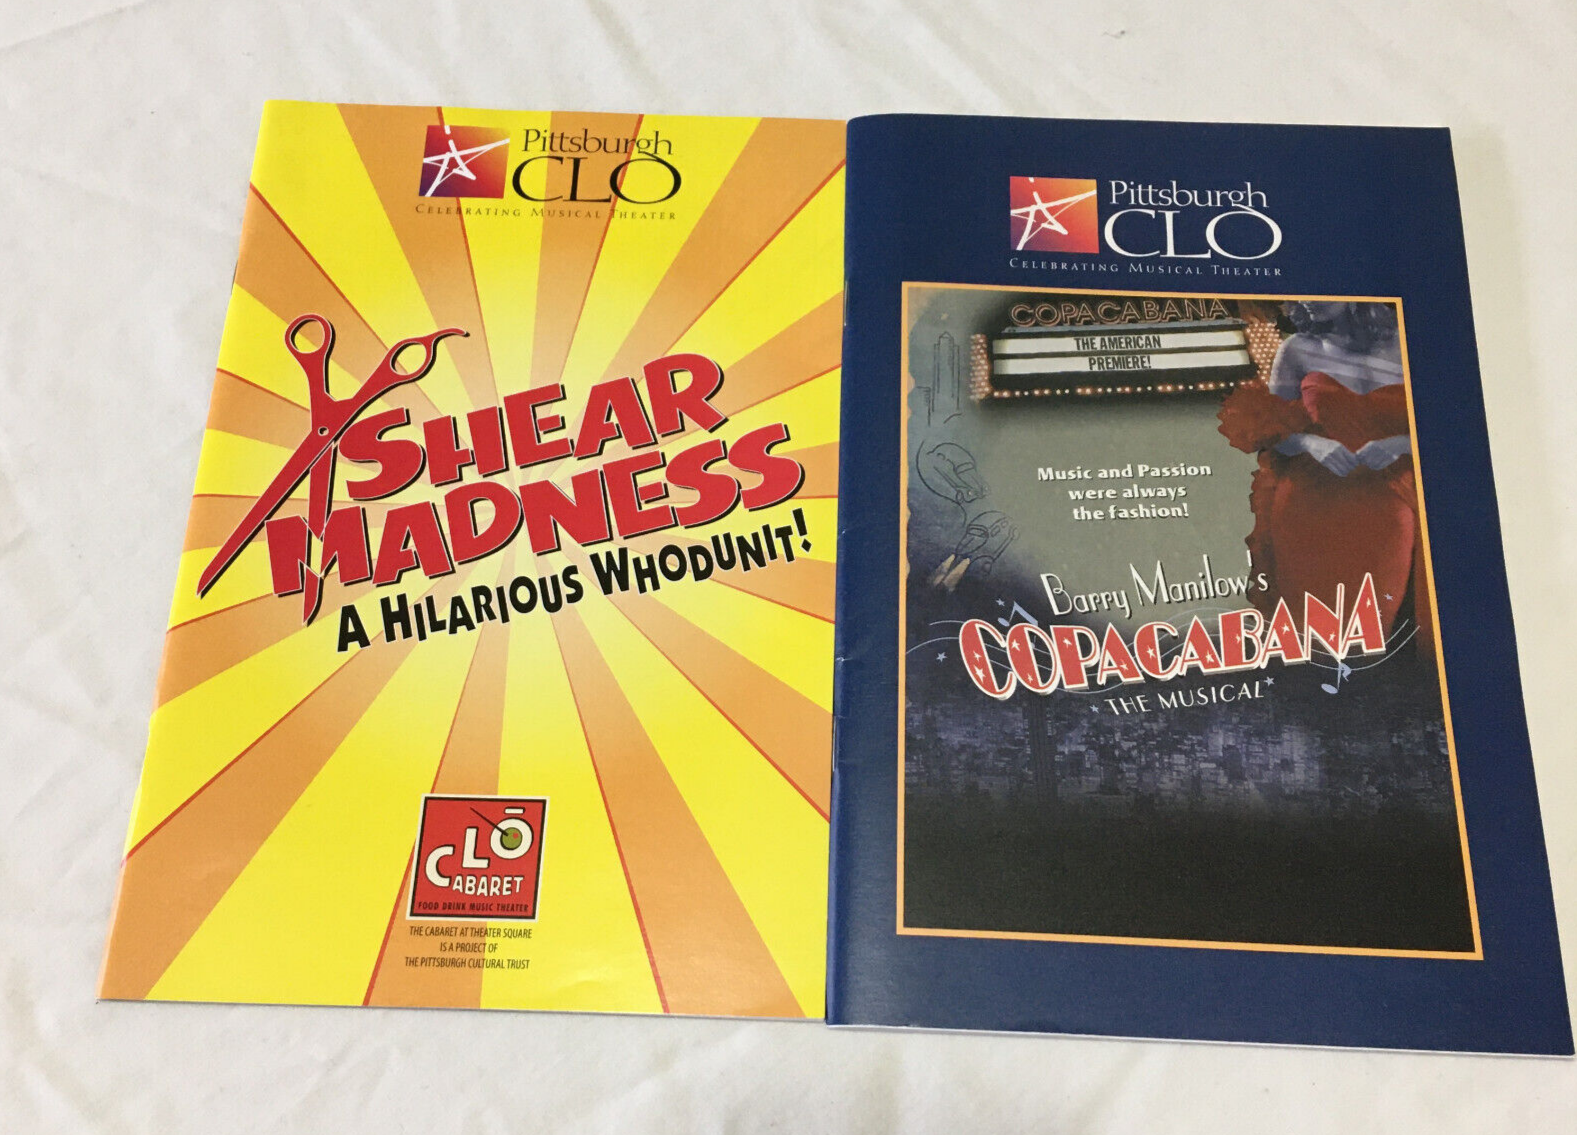 Pittsburgh
CLO
CELEBRATING MUSICAL THEATER
SHEAR
MADNESS
A HILARIOUS WHODUNIT!
CLO
CABARET
FOOD DRINK MUSIC THEATER
THE CABARET AT THEATER SQUARE
IS A PROJECT OF
THE PITTSBURGH CULTURAL TRUST
Pittsburgh
CLO
CELEBRATING MUSICAL THEATER
COPACABANA
THE AMERICAN
PREMIERE!
Music and Passion
were always
the fashion!
Barry Manilow's
COPACABANA
THE MUSICAL